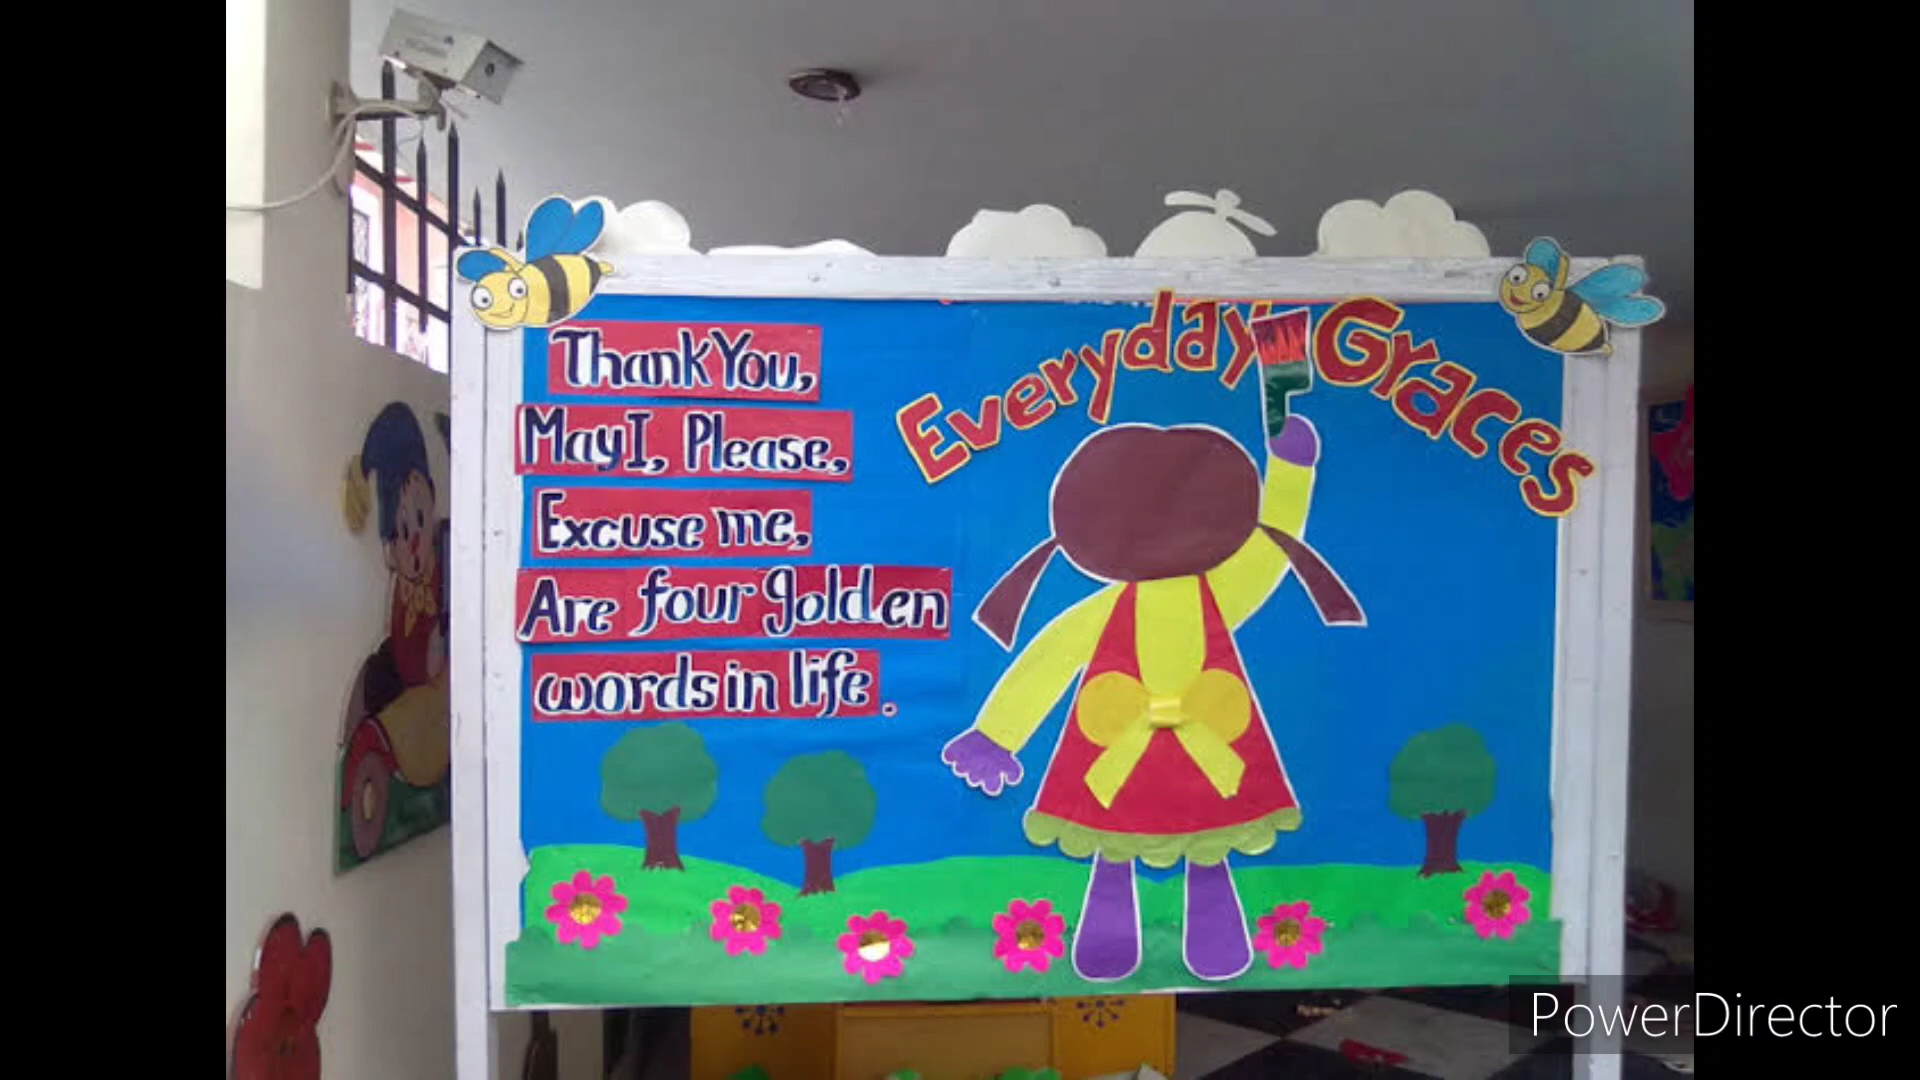 Thank You,
May I, Please,
Excuse me,
Are four golden
words in life.
Everyday Graces
PowerDirector